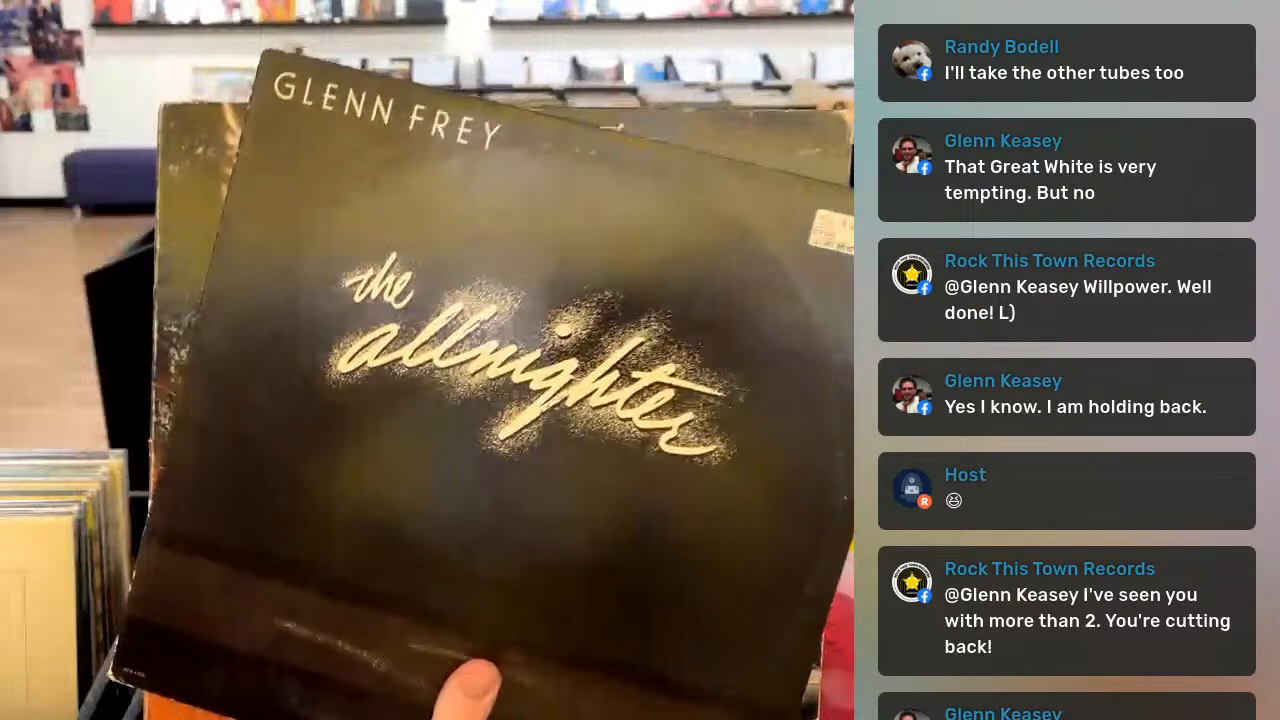 GLENN FREY
the
allnighter
Randy Bodell
I'll take the other tubes too
Glenn Keasey
That Great White is very
tempting. But no
Rock This Town Records
@Glenn Keasey Willpower. Well
done! L)
Glenn Keasey
Yes I know. I am holding back.
Host
😆
Rock This Town Records
@Glenn Keasey I've seen you
with more than 2. You're cutting
back!
Glenn Keasey